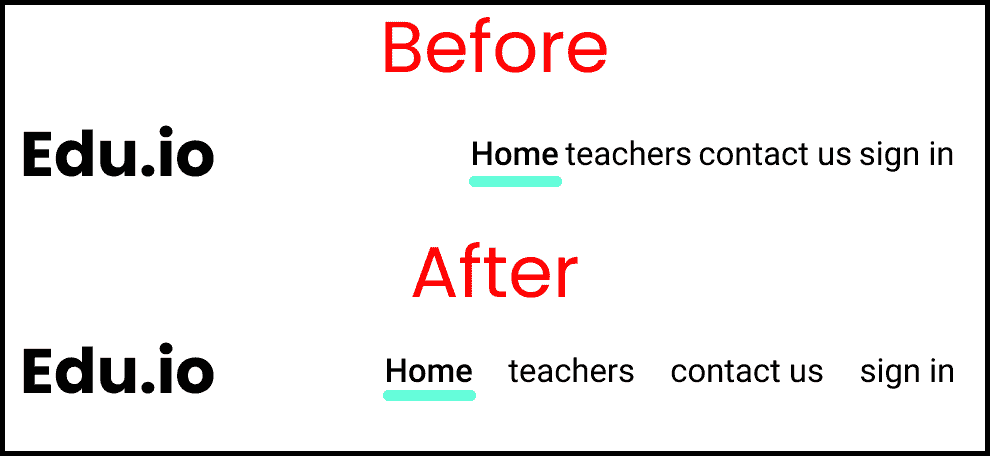 Before
Edu.io Home teachers contact us sign in
After
Edu.io Home teachers contact us sign in